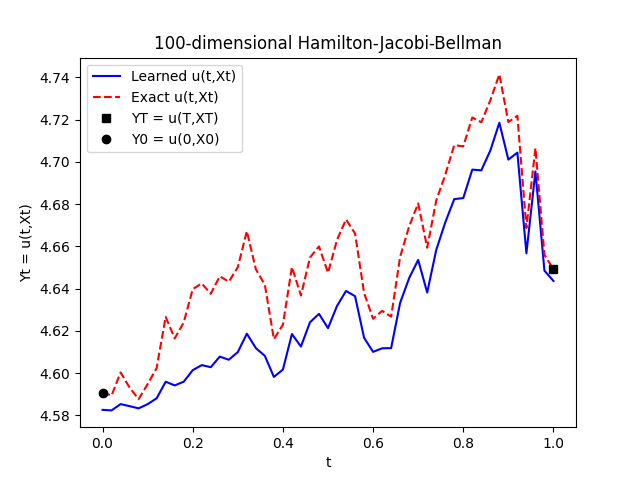 100-dimensional Hamilton-Jacobi-Bellman
Learned u(t,Xt)
Exact u(t,Xt)
YT = u(T,XT)
Y0 = u(0,X0)
Yt = u(t,Xt)
4.74
4.72
4.70
4.68
4.66
4.64
4.62
4.60
4.58
0.0 0.2 0.4 0.6 0.8 1.0
t